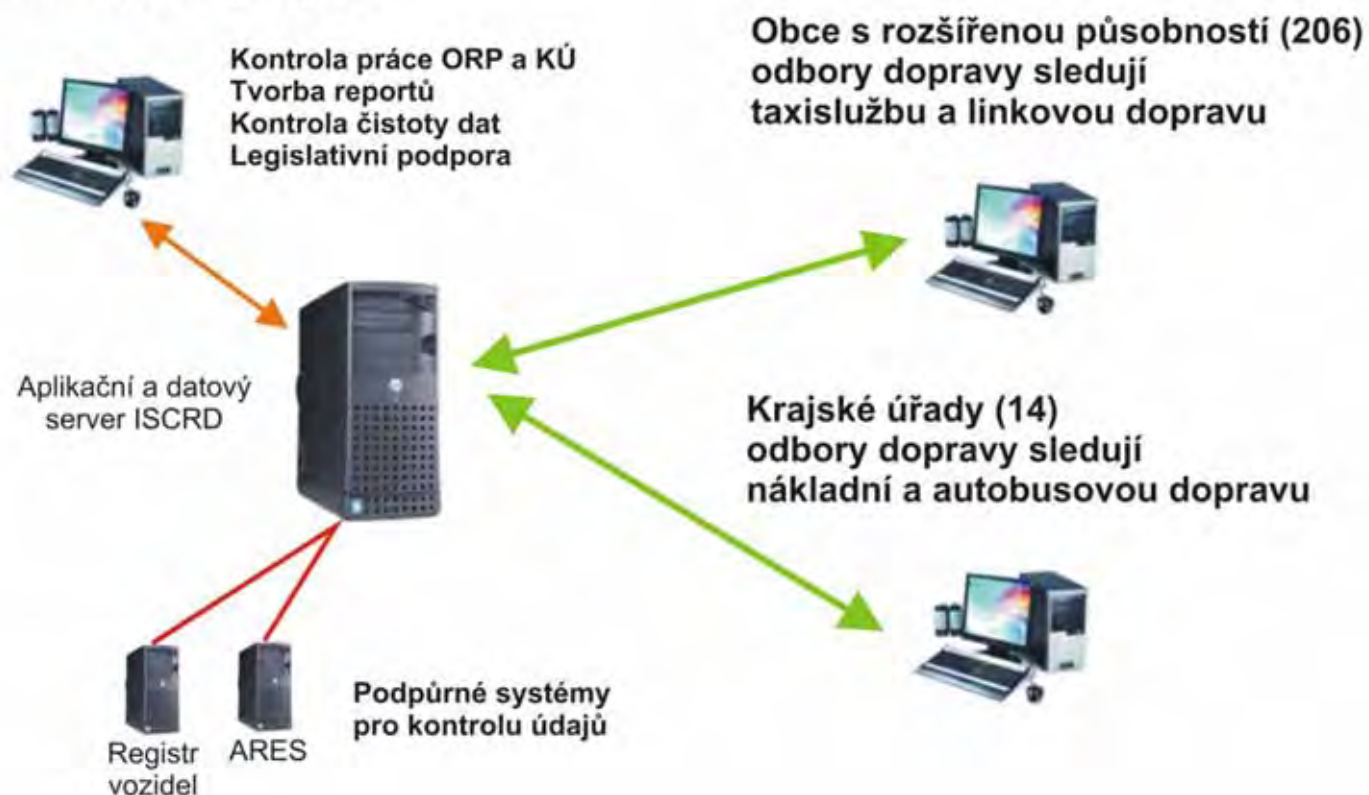 Kontrola práce ORP a KÚ
Tvorba reportů
Kontrola čistoty dat
Legislativní podpora
Obce s rozšířenou působností (206)
odbory dopravy sledují
taxislužbu a linkovou dopravu
Aplikační a datový
server ISCRD
Krajské úřady (14)
odbory dopravy sledují
nákladní a autobusovou dopravu
Podpůrné systémy
pro kontrolu údajů
Registr
vozidel
ARES